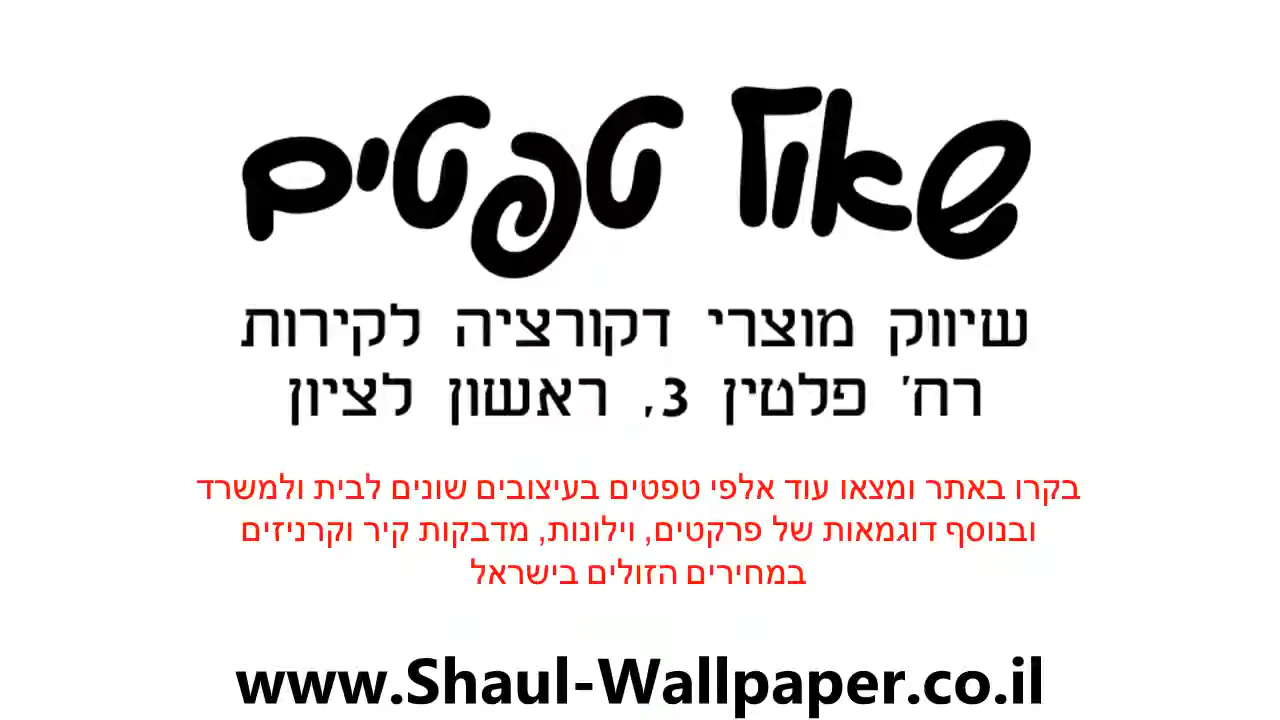 שאול טפטים
שיווק מוצרי דקורציה לקירות
רח' פלטין 3, ראשון לציון
בקרו באתר ומצאו עוד אלפי טפטים בעיצובים שונים לבית ולמשרד
ובנוסף דוגמאות של פרקטים, וילונות, מדבקות קיר וקרניזים
במחירים הזולים בישראל
www.Shaul-Wallpaper.co.il